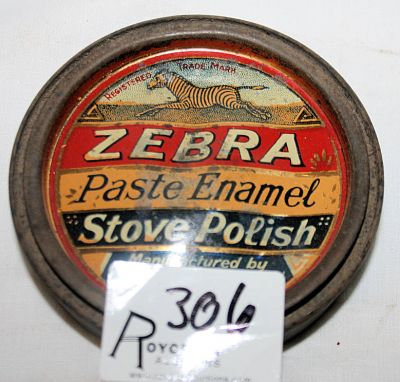 REGISTERED TRADE MARK
ZEBRA
Paste Enamel
"Stove Polish"
Manufactured by
306